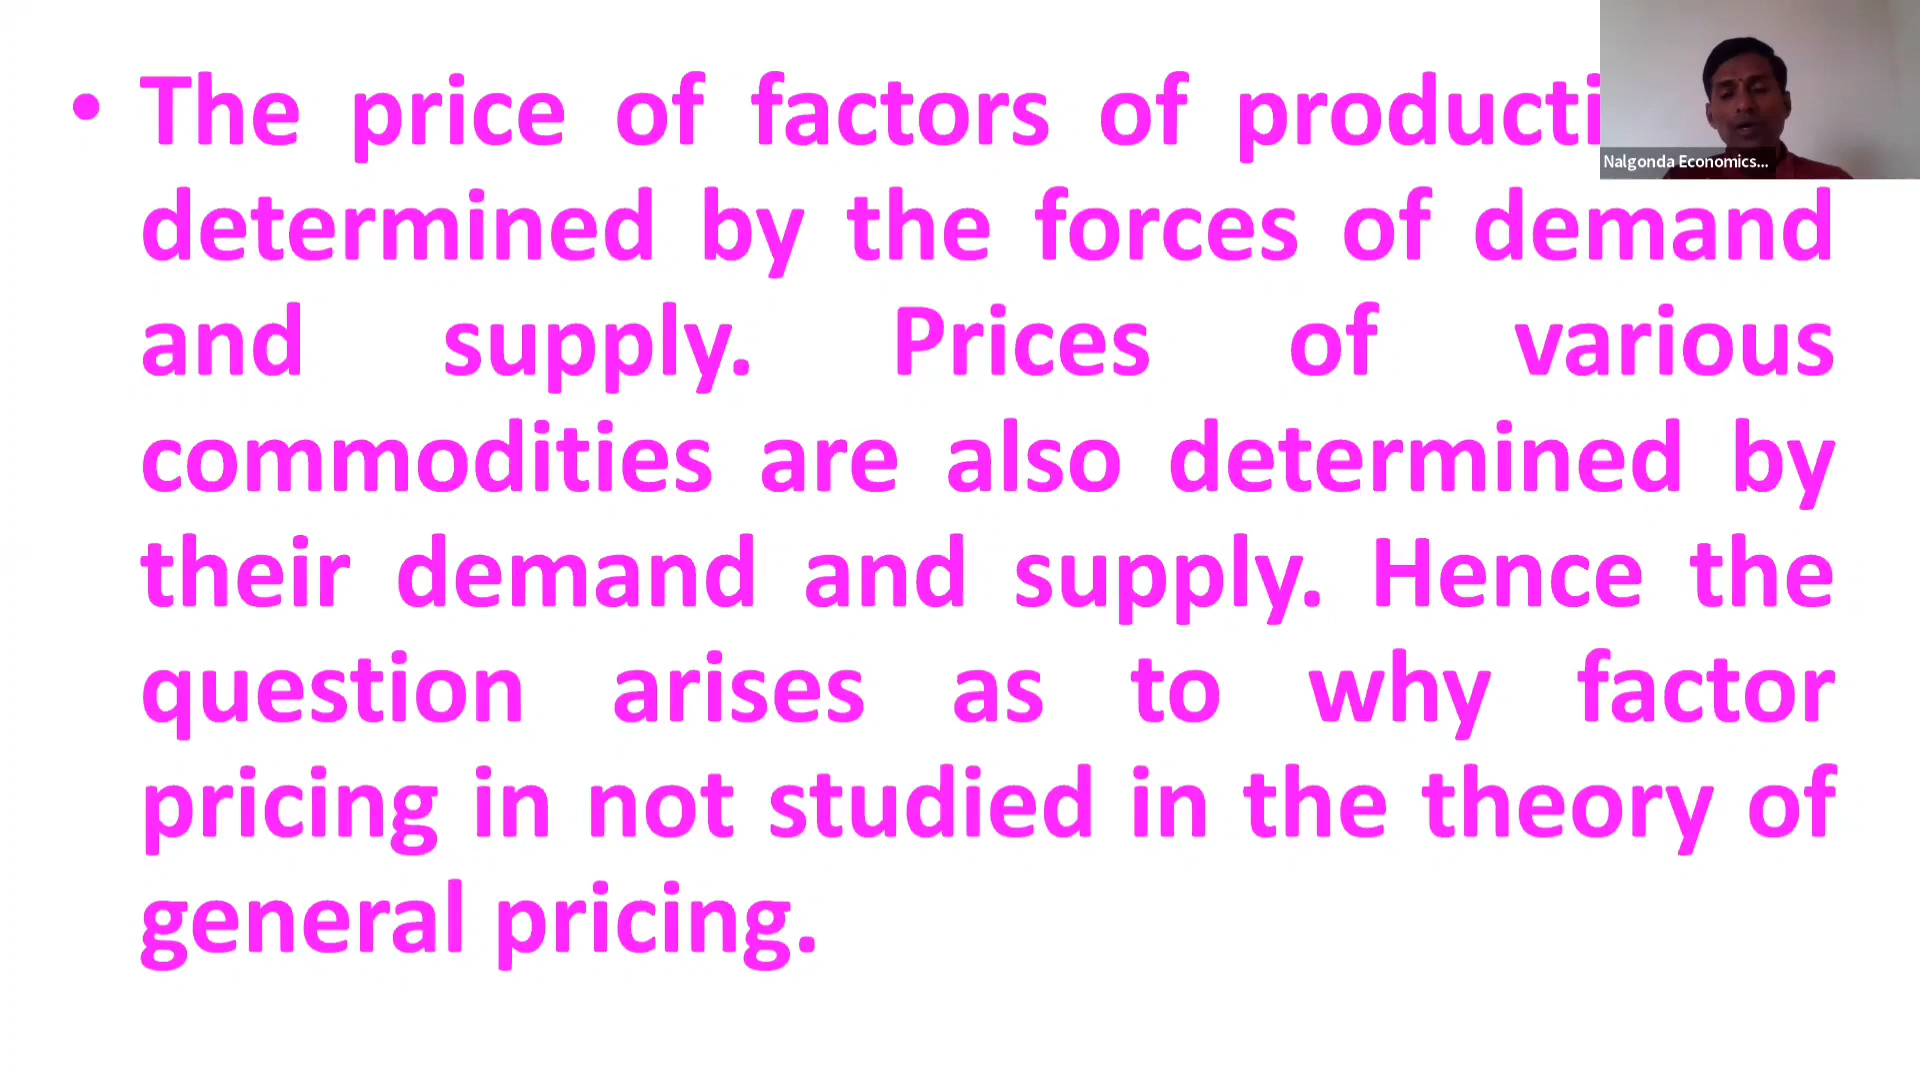 • The price of factors of producti
determined by the forces of demand
and supply. Prices of various
commodities are also determined by
their demand and supply. Hence the
question arises as to why factor
pricing in not studied in the theory of
general pricing.
Nalgonda Economics...